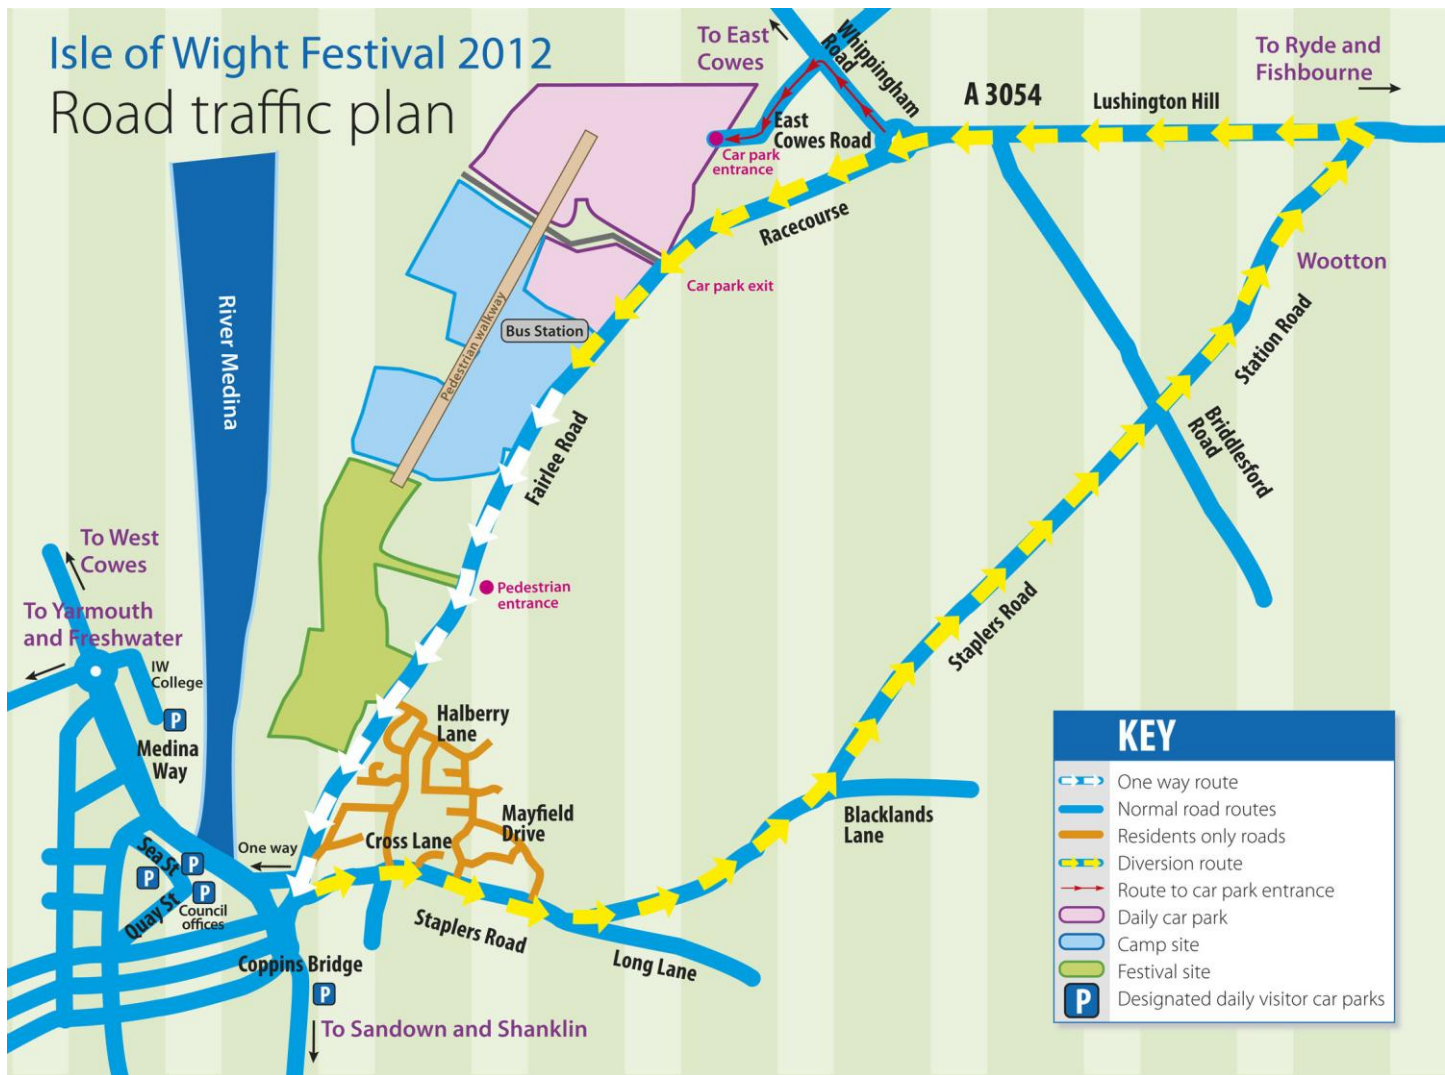 Isle of Wight Festival 2012
Road traffic plan
To East
Cowes
Whippingham
Road
A 3054
Lushington Hill
To Ryde and
Fishbourne
East
Cowes Road
Car park
entrance
Racecourse
Car park exit
Wootton
River Medina
Pedestrian walkway
Bus Station
Station Road
Fairlee Road
Briddlesford
Road
To West
Cowes
To Yarmouth
and Freshwater
Pedestrian
entrance
IW
College
P
Medina
Way
Halberry
Lane
Staplers Road
Mayfield
Drive
Cross Lane
Blacklands
Lane
One way
Sea St
P
P
P
Quay St
Council
offices
Staplers Road
Long Lane
Coppins Bridge
P
To Sandown and Shanklin
KEY
One way route
Normal road routes
Residents only roads
Diversion route
Route to car park entrance
Daily car park
Camp site
Festival site
P
Designated daily visitor car parks